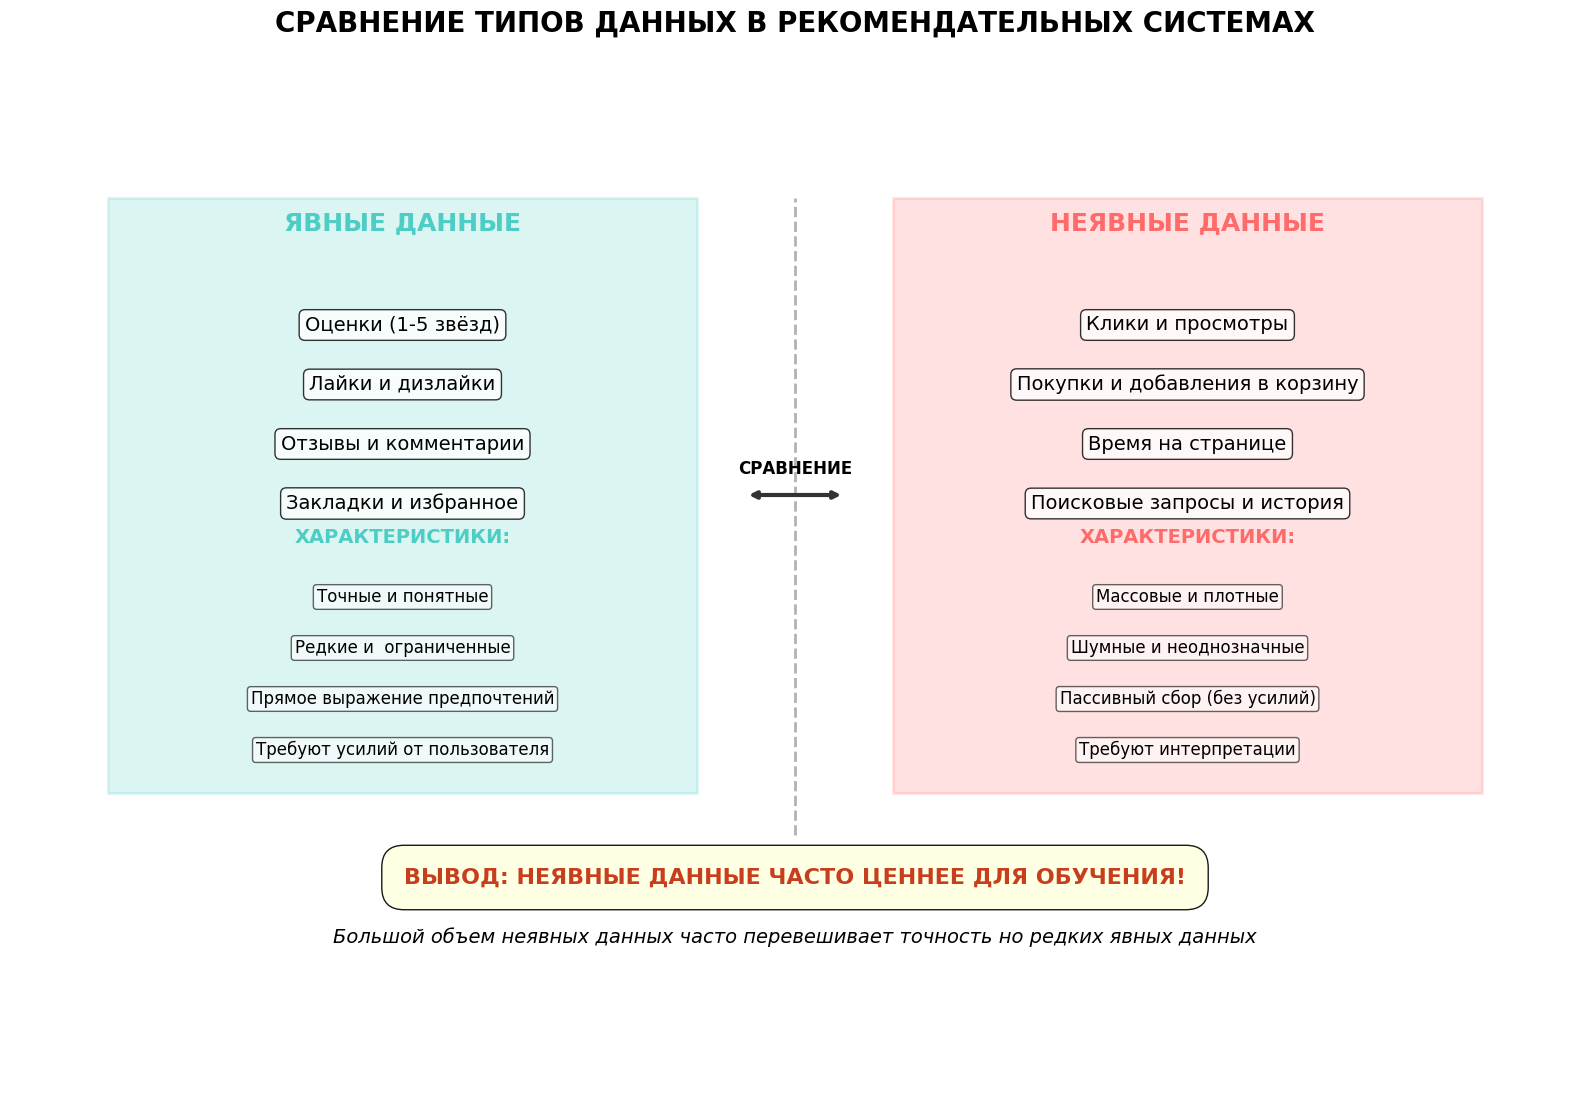 СРАВНЕНИЕ ТИПОВ ДАННЫХ В РЕКОМЕНДАТЕЛЬНЫХ СИСТЕМАХ
ЯВНЫЕ ДАННЫЕ
Оценки (1-5 звёзд)
Лайки и дизлайки
Отзывы и комментарии
Закладки и избранное
ХАРАКТЕРИСТИКИ:
Точные и понятные
Редкие и  ограниченные
Прямое выражение предпочтений
Требуют усилий от пользователя
СРАВНЕНИЕ
НЕЯВНЫЕ ДАННЫЕ
Клики и просмотры
Покупки и добавления в корзину
Время на странице
Поисковые запросы и история
ХАРАКТЕРИСТИКИ:
Массовые и плотные
Шумные и неоднозначные
Пассивный сбор (без усилий)
Требуют интерпретации
ВЫВОД: НЕЯВНЫЕ ДАННЫЕ ЧАСТО ЦЕННЕЕ ДЛЯ ОБУЧЕНИЯ!
Большой объем неявных данных часто перевешивает точность но редких явных данных